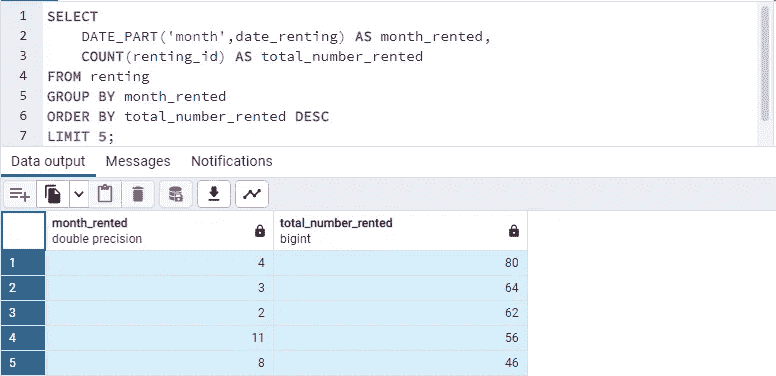 1 SELECT
2 DATE_PART('month',date_renting) AS month_rented,
3 COUNT(renting_id) AS total_number_rented
4 FROM renting
5 GROUP BY month_rented
6 ORDER BY total_number_rented DESC
7 LIMIT 5;
Data output Messages Notifications
month_rented total_number_rented
double precision bigint
1 4 80
2 3 64
3 2 62
4 11 56
5 8 46